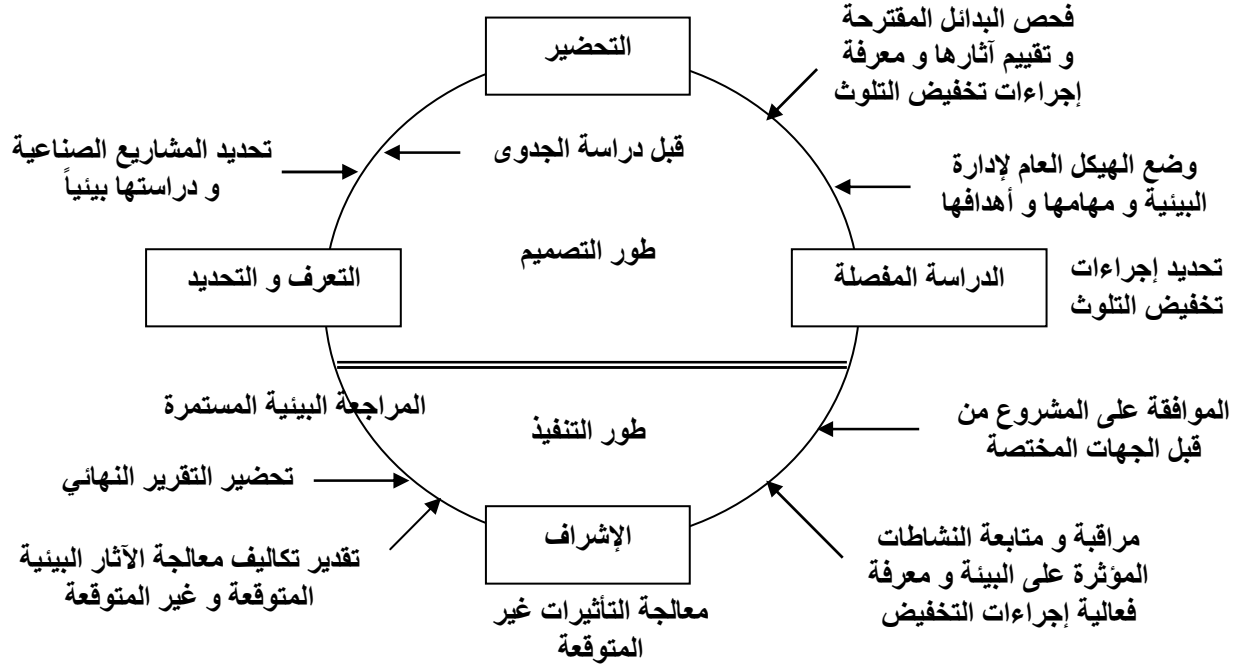 فحص البدائل المقترحة
و تقييم آثارها و معرفة
إجراءات تخفيض التلوث
التحضير
قبل دراسة الجدوى
تحديد المشاريع الصناعية
و دراستها بيئياً
وضع الهيكل العام لإدارة
البيئية و مهامها و أهدافها
طور التصميم
الدراسة المفصلة
التعرف و التحديد
تحديد إجراءات
تخفيض التلوث
الموافقة على المشروع من
قبل الجهات المختصة
المراجعة البيئية المستمرة
طور التنفيذ
تحضير التقرير النهائي
الإشراف
مراقبة و متابعة النشاطات
المؤثرة على البيئة و معرفة
فعالية إجراءات التخفيض
تقدير تكاليف معالجة الآثار البيئية
المتوقعة و غير المتوقعة
معالجة التأثيرات غير
المتوقعة